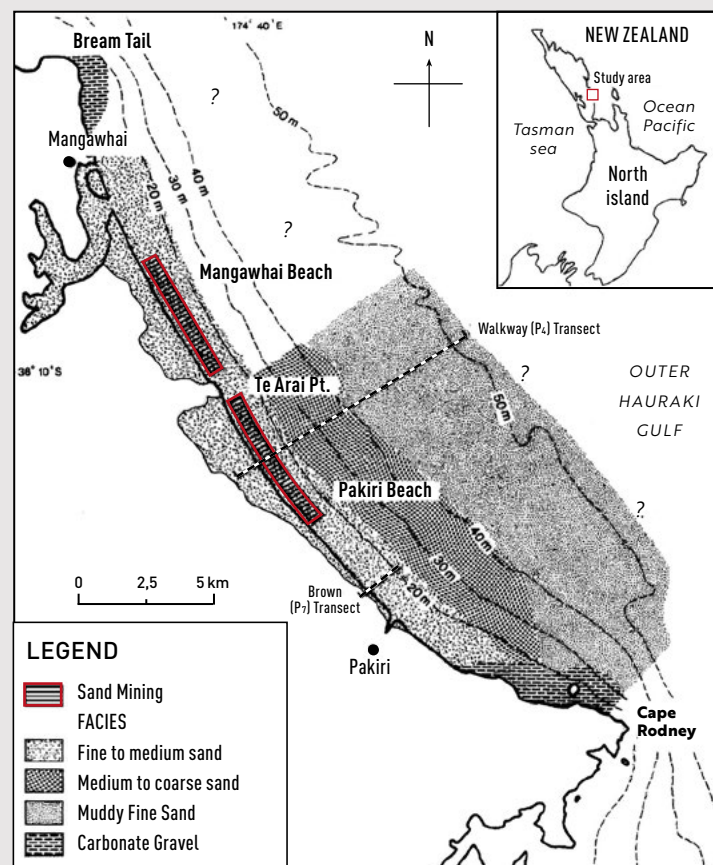 174° 40' E
Bream Tail
N
NEW ZEALAND
Study area
Ocean
Pacific
Tasman
sea
North
island
?
50 m
Mangawhai
40 m
30 m
20 m
?
Mangawhai Beach
Walkway (P₄) Transect
36° 10'S
Te Arai Pt.
?
50 m
OUTER
HAURAKI
GULF
Pakiri Beach
40 m
?
30 m
20 m
0 2,5 5 km
Brown
(P₇) Transect
Pakiri
LEGEND
Sand Mining
FACIES
Fine to medium sand
Medium to coarse sand
Muddy Fine Sand
Carbonate Gravel
Cape
Rodney